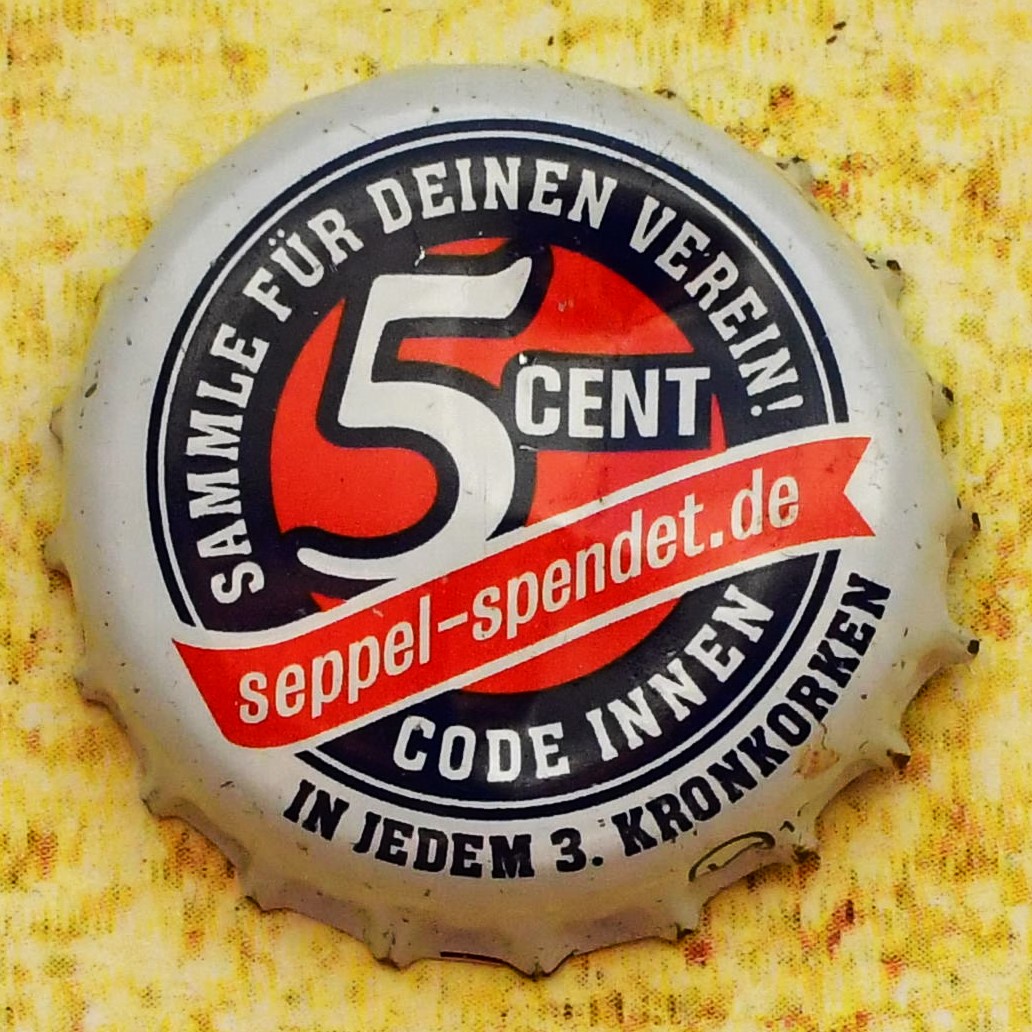 SAMMLE FÜR DEINEN VEREIN!
5 CENT
seppel-spendet.de
CODE INNEN
IN JEDEM 3. KRONKORKEN